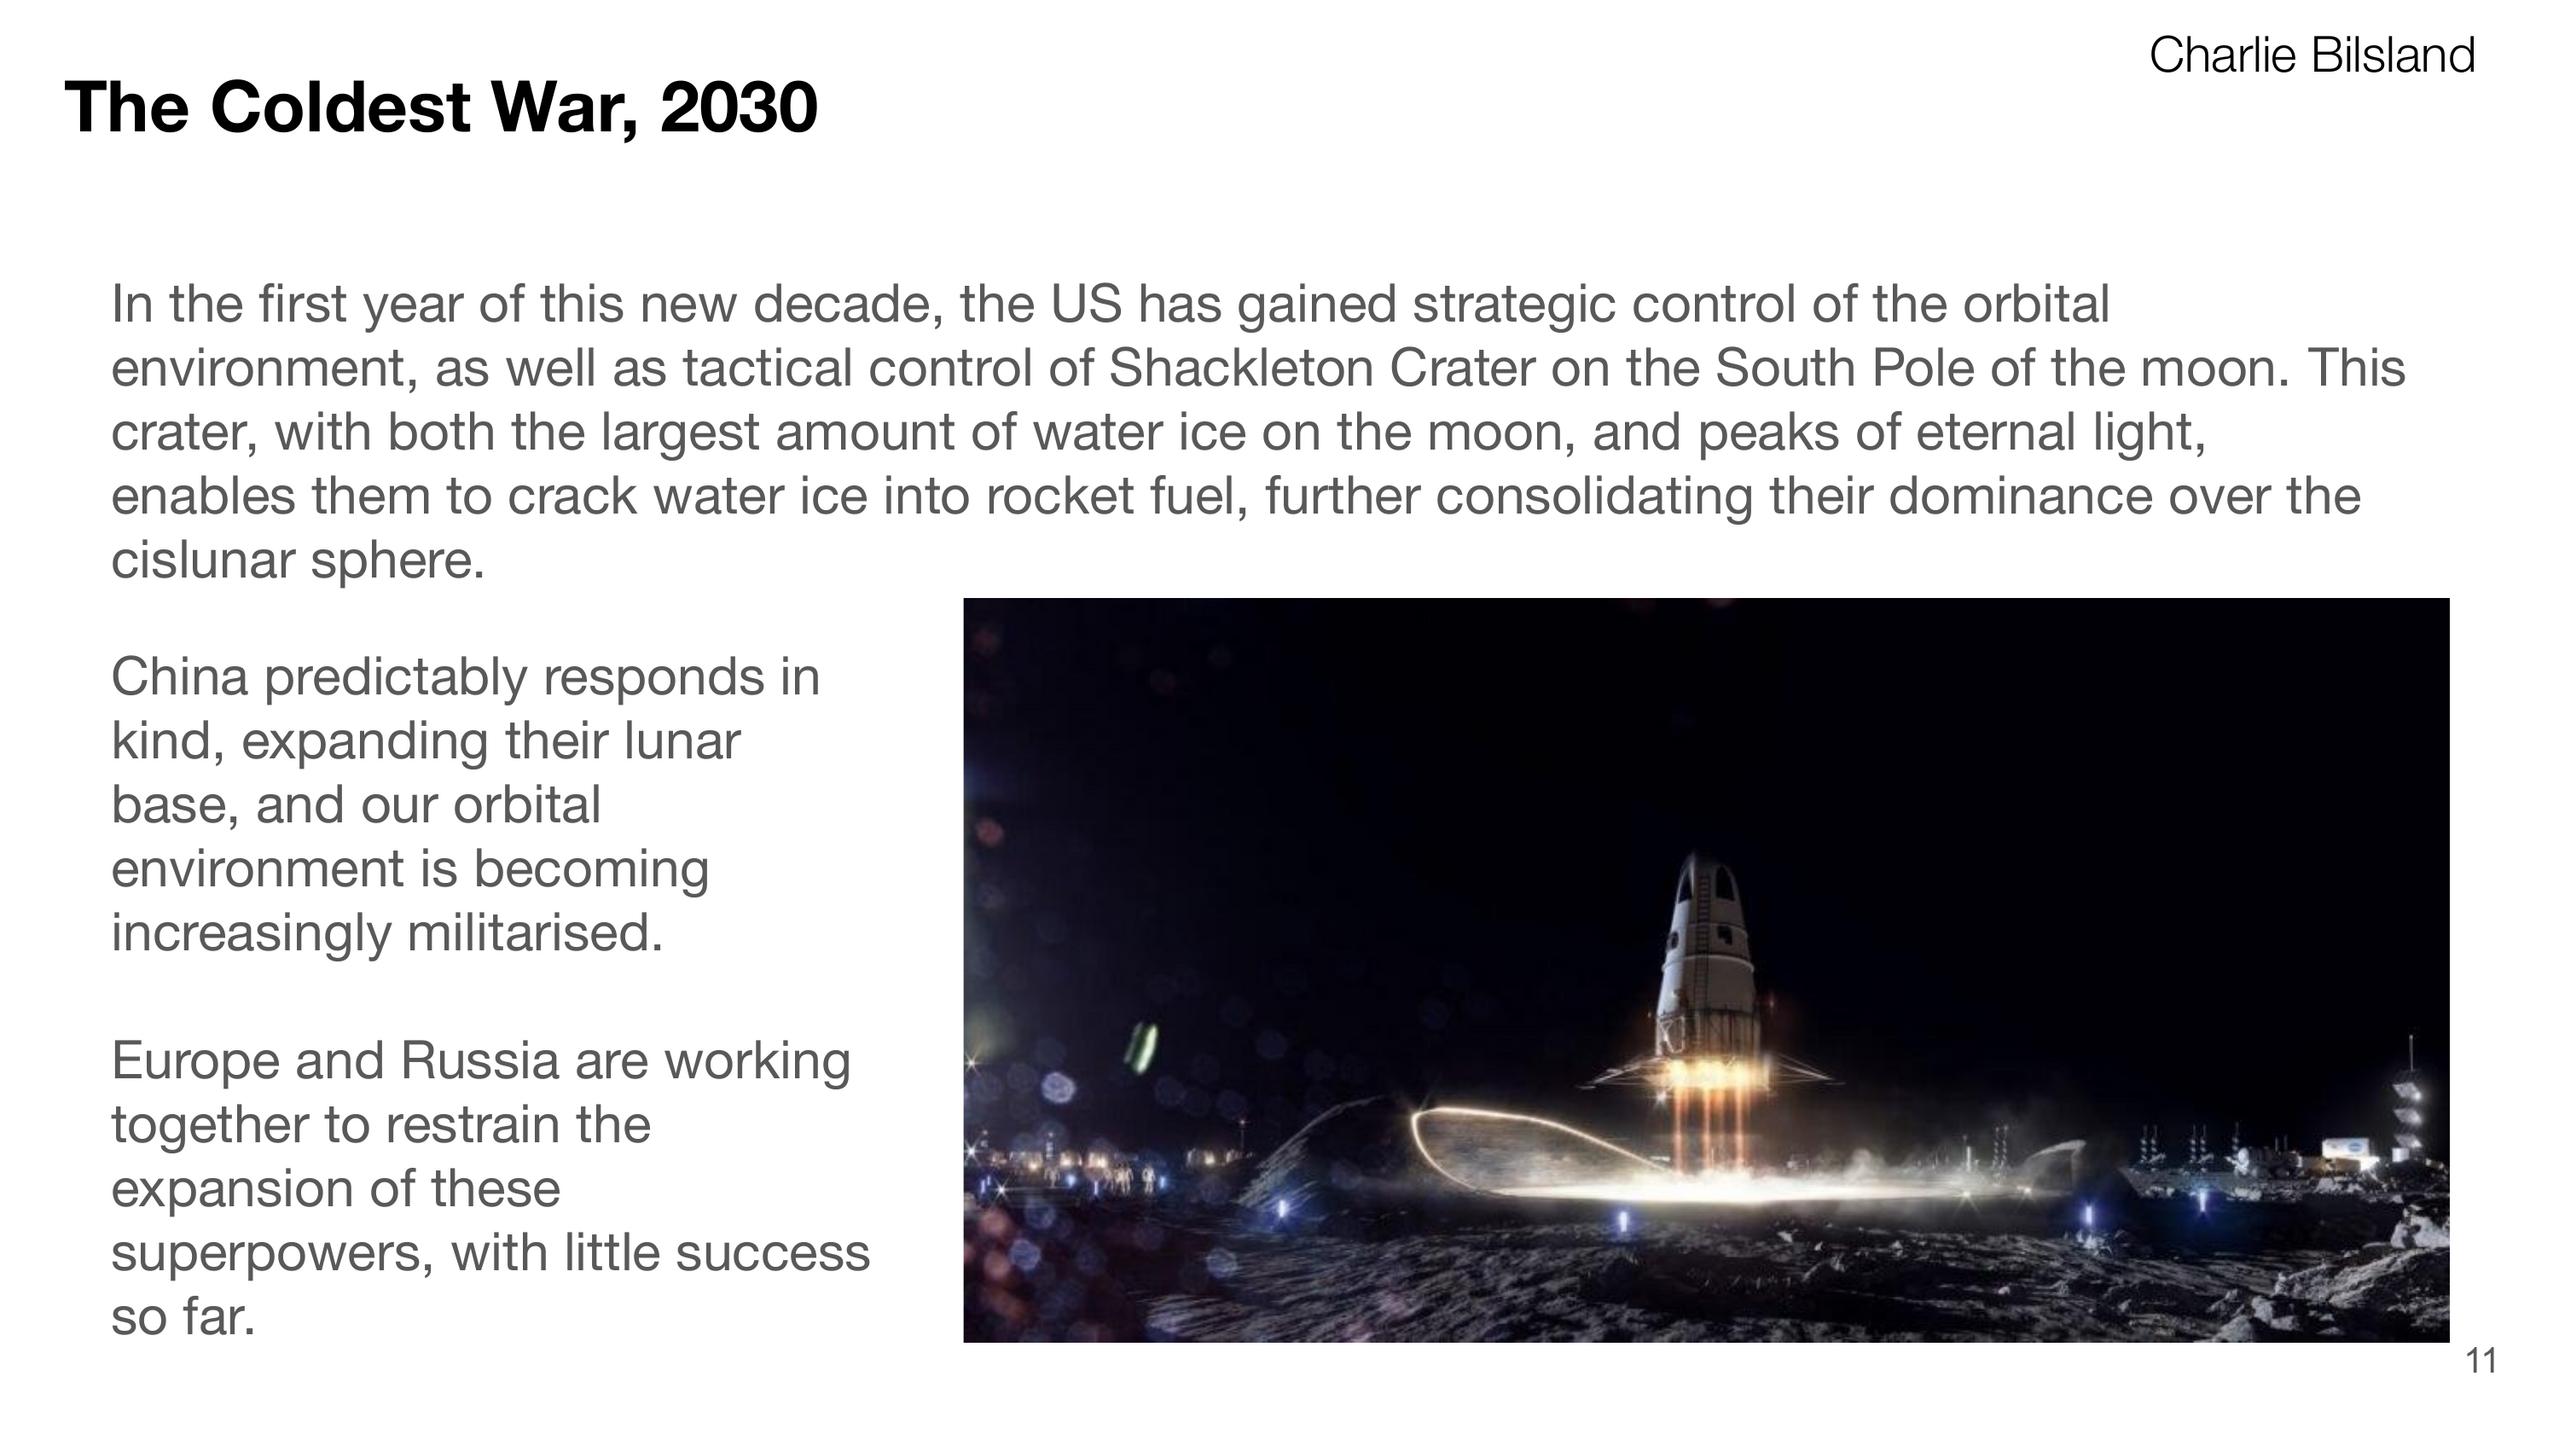 Charlie Bilsland
The Coldest War, 2030
In the first year of this new decade, the US has gained strategic control of the orbital
environment, as well as tactical control of Shackleton Crater on the South Pole of the moon. This
crater, with both the largest amount of water ice on the moon, and peaks of eternal light,
enables them to crack water ice into rocket fuel, further consolidating their dominance over the
cislunar sphere.
China predictably responds in
kind, expanding their lunar
base, and our orbital
environment is becoming
increasingly militarised.
Europe and Russia are working
together to restrain the
expansion of these
superpowers, with little success
so far.
11